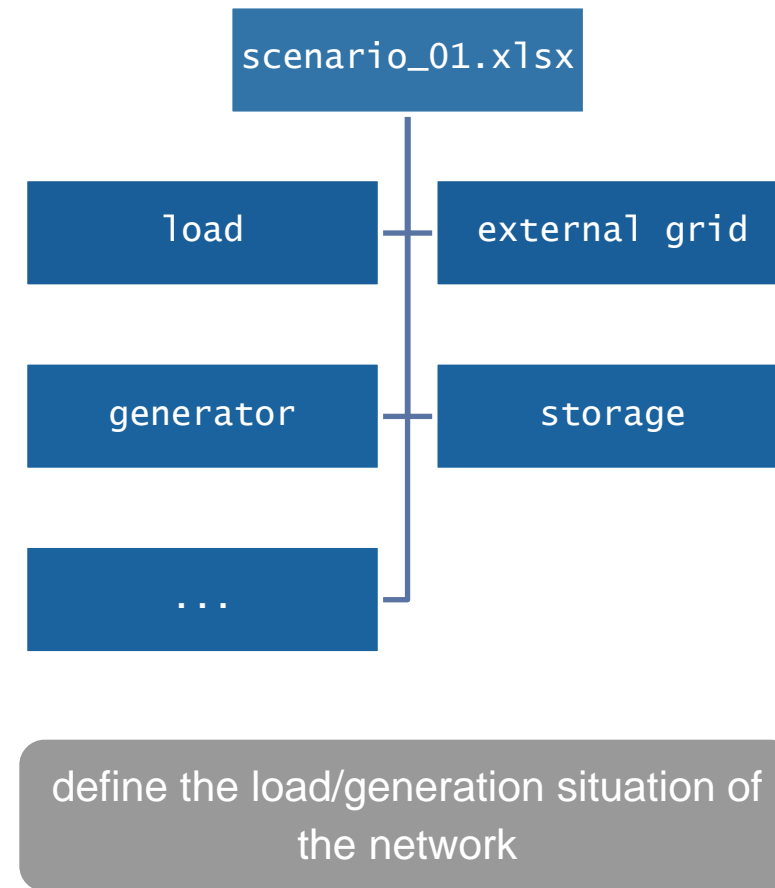 scenario_01.xlsx
load
external grid
generator
storage
...
define the load/generation situation of
the network